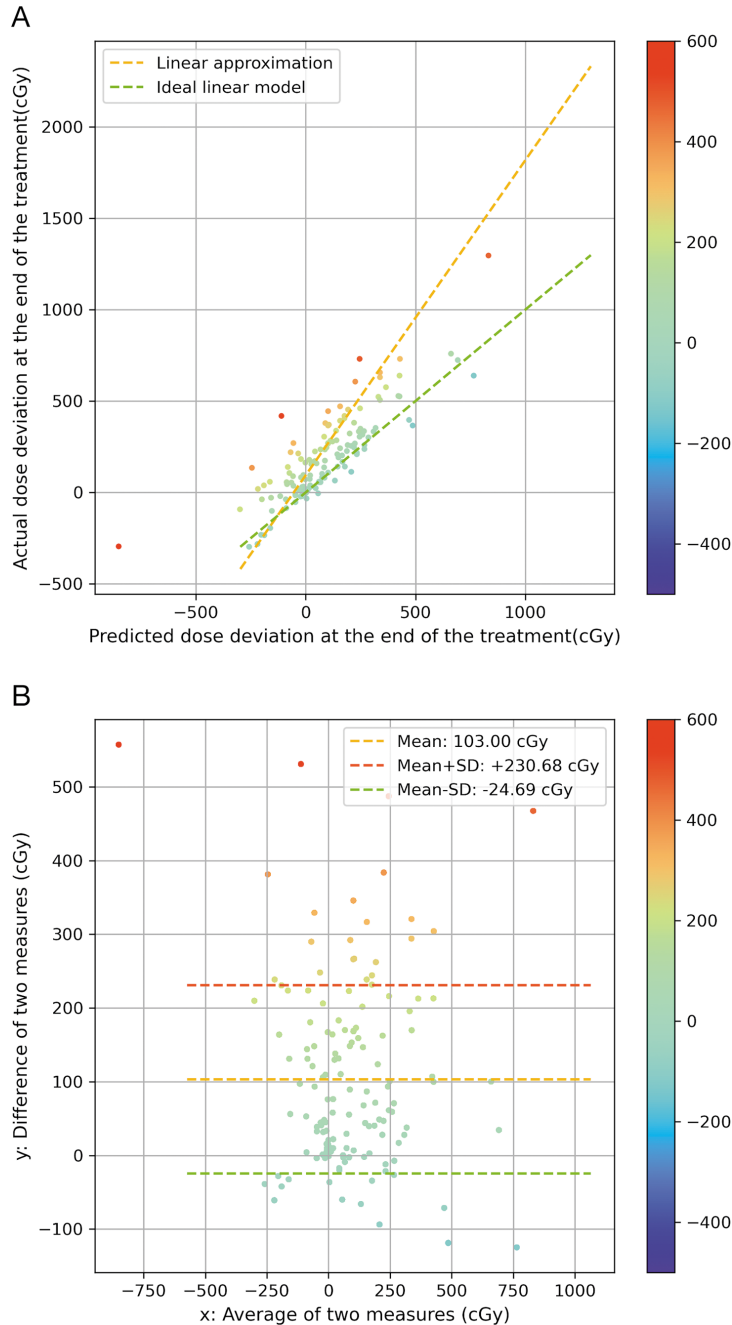 A
Linear approximation
Ideal linear model
Actual dose deviation at the end of the treatment(cGy)
2000
1500
1000
500
0
−500
−500 0 500 1000
Predicted dose deviation at the end of the treatment(cGy)
600
400
200
0
−200
−400
B
Mean: 103.00 cGy
Mean+SD: +230.68 cGy
Mean-SD: -24.69 cGy
y: Difference of two measures (cGy)
500
400
300
200
100
0
−100
−750 −500 −250 0 250 500 750 1000
x: Average of two measures (cGy)
600
400
200
0
−200
−400